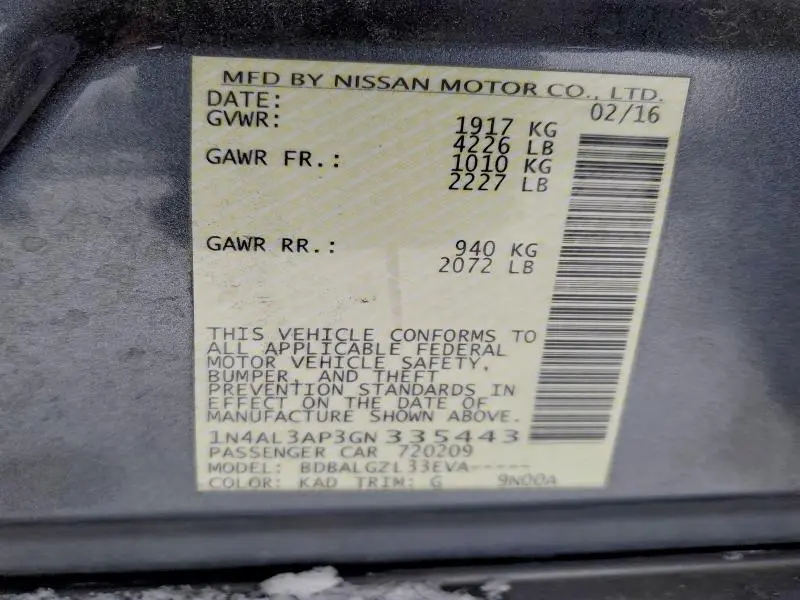 MFD BY NISSAN MOTOR CO., LTD.
DATE: 02/16
GVWR: 1917 KG
4226 LB
GAWR FR.: 1010 KG
2227 LB
GAWR RR.: 940 KG
2072 LB
THIS VEHICLE CONFORMS TO
ALL APPLICABLE FEDERAL
MOTOR VEHICLE SAFETY,
BUMPER, AND THEFT
PREVENTION STANDARDS IN
EFFECT ON THE DATE OF
MANUFACTURE SHOWN ABOVE.
1N4AL3AP3GN335443
PASSENGER CAR 720209
MODEL: BDBALGZL33EVA-----
COLOR: KAD TRIM: G 9N00A